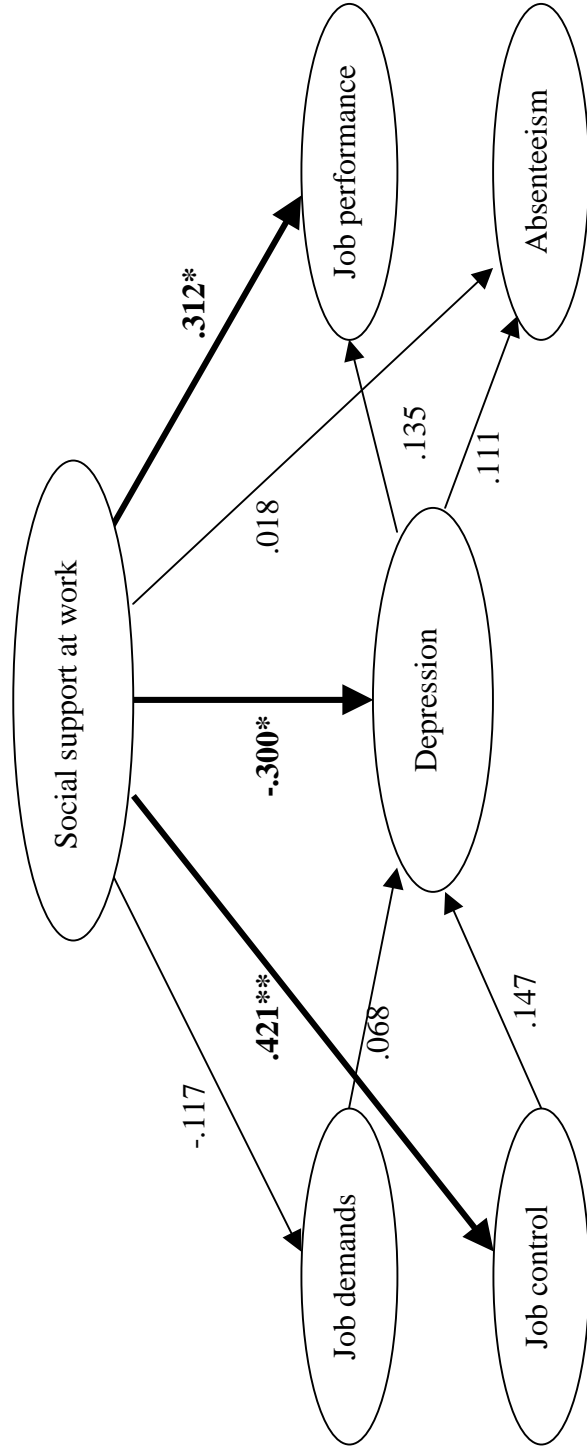 Social support at work
-.117
.421**
-.300*
.018
.312*
Job demands
Job performance
.068
.135
Depression
.147
.111
Job control
Absenteeism